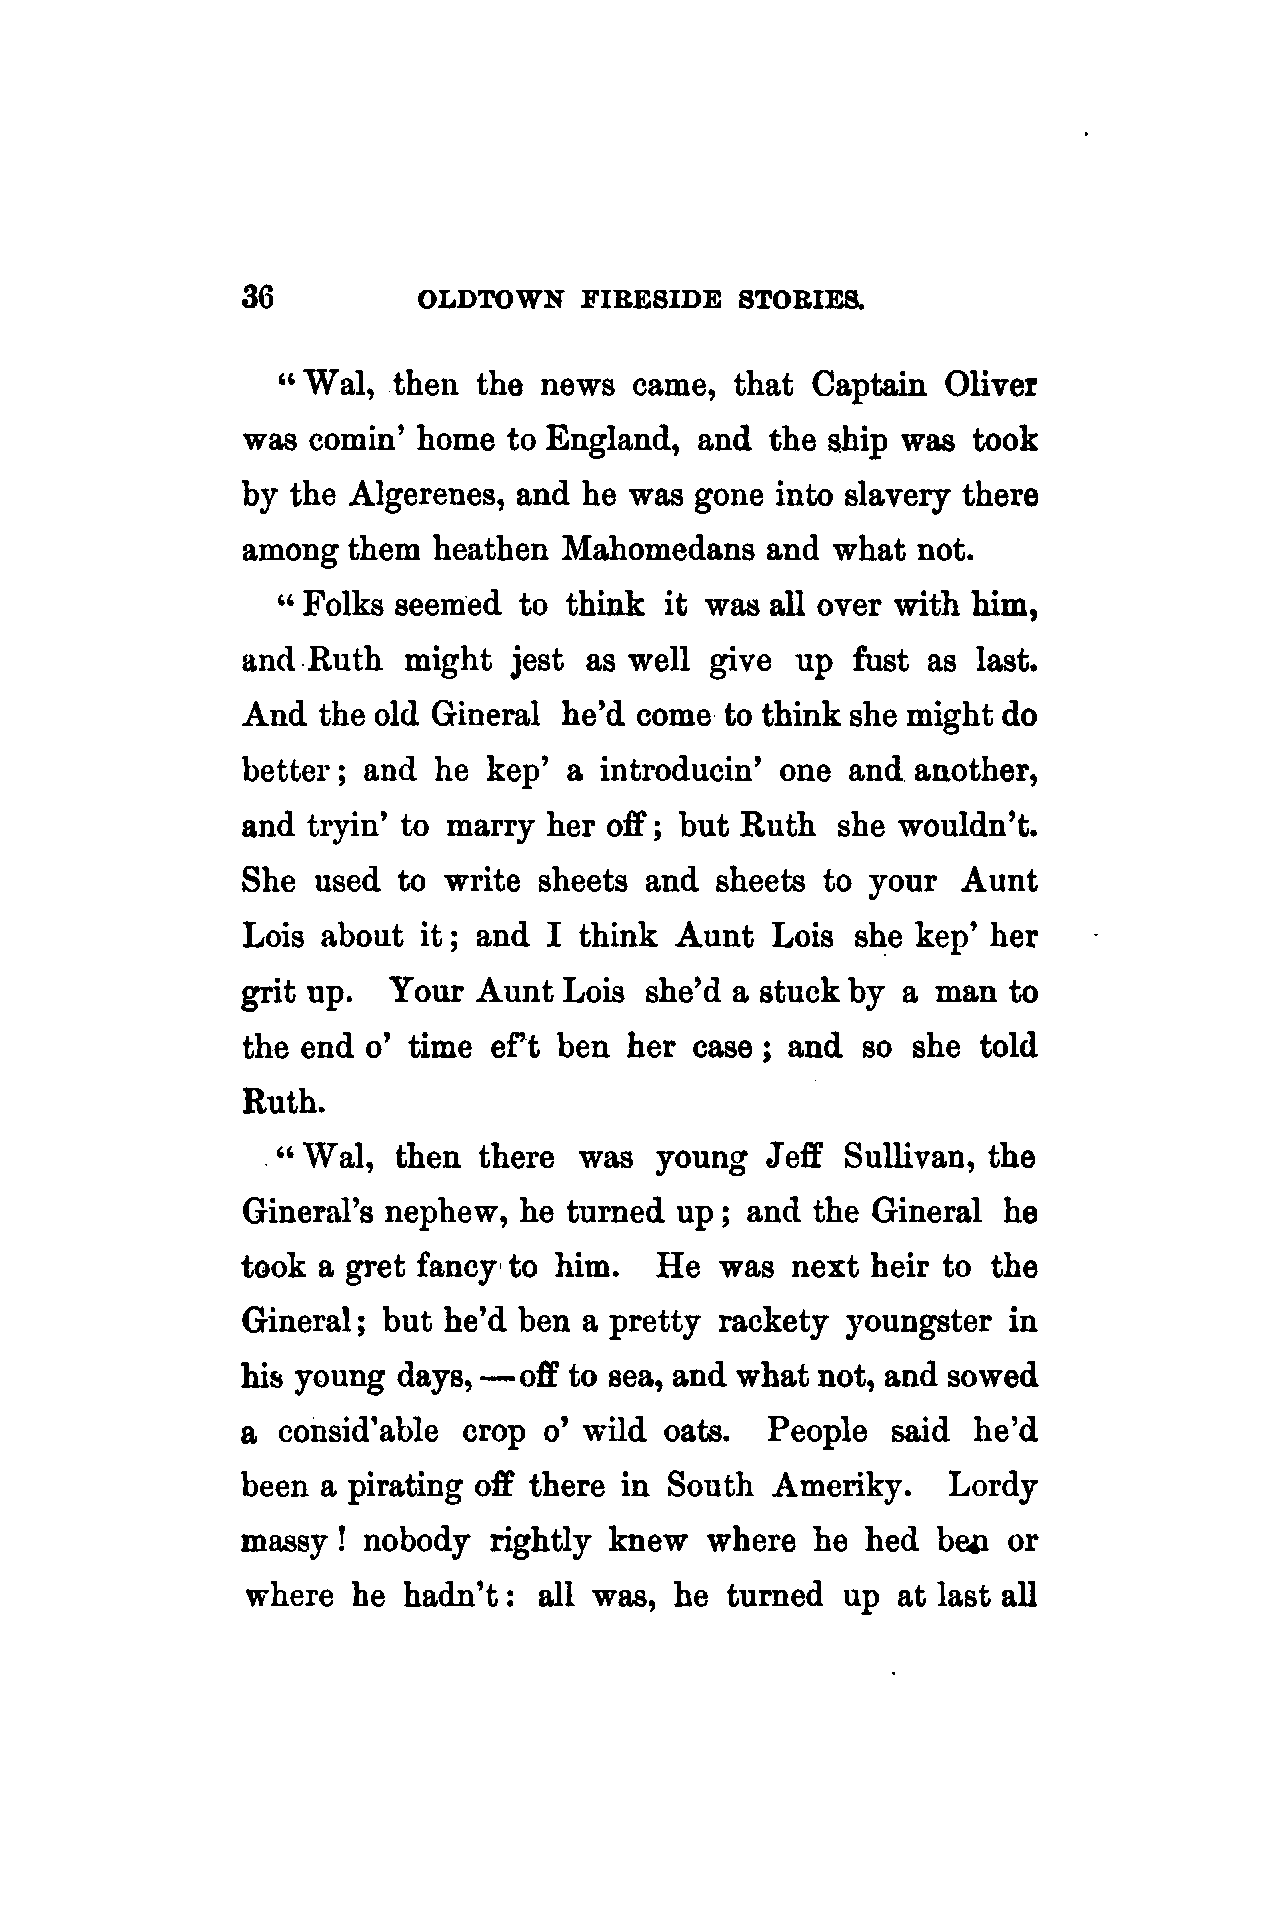 36 OLDTOWN FIRESIDE STORIES.
“ Wal, then the news came, that Captain Oliver
was comin’ home to England, and the ship was took
by the Algerenes, and he was gone into slavery there
among them heathen Mahomedans and what not.
“ Folks seemed to think it was all over with him,
and Ruth might jest as well give up fust as last.
And the old Gineral he’d come to think she might do
better ; and he kep’ a introducin’ one and another,
and tryin’ to marry her off ; but Ruth she wouldn’t.
She used to write sheets and sheets to your Aunt
Lois about it ; and I think Aunt Lois she kep’ her
grit up. Your Aunt Lois she’d a stuck by a man to
the end o’ time ef’t ben her case ; and so she told
Ruth.
“ Wal, then there was young Jeff Sullivan, the
Gineral’s nephew, he turned up ; and the Gineral he
took a gret fancy to him. He was next heir to the
Gineral ; but he’d ben a pretty rackety youngster in
his young days, — off to sea, and what not, and sowed
a consid’able crop o’ wild oats. People said he’d
been a pirating off there in South Ameriky. Lordy
massy ! nobody rightly knew where he hed ben or
where he hadn’t : all was, he turned up at last all